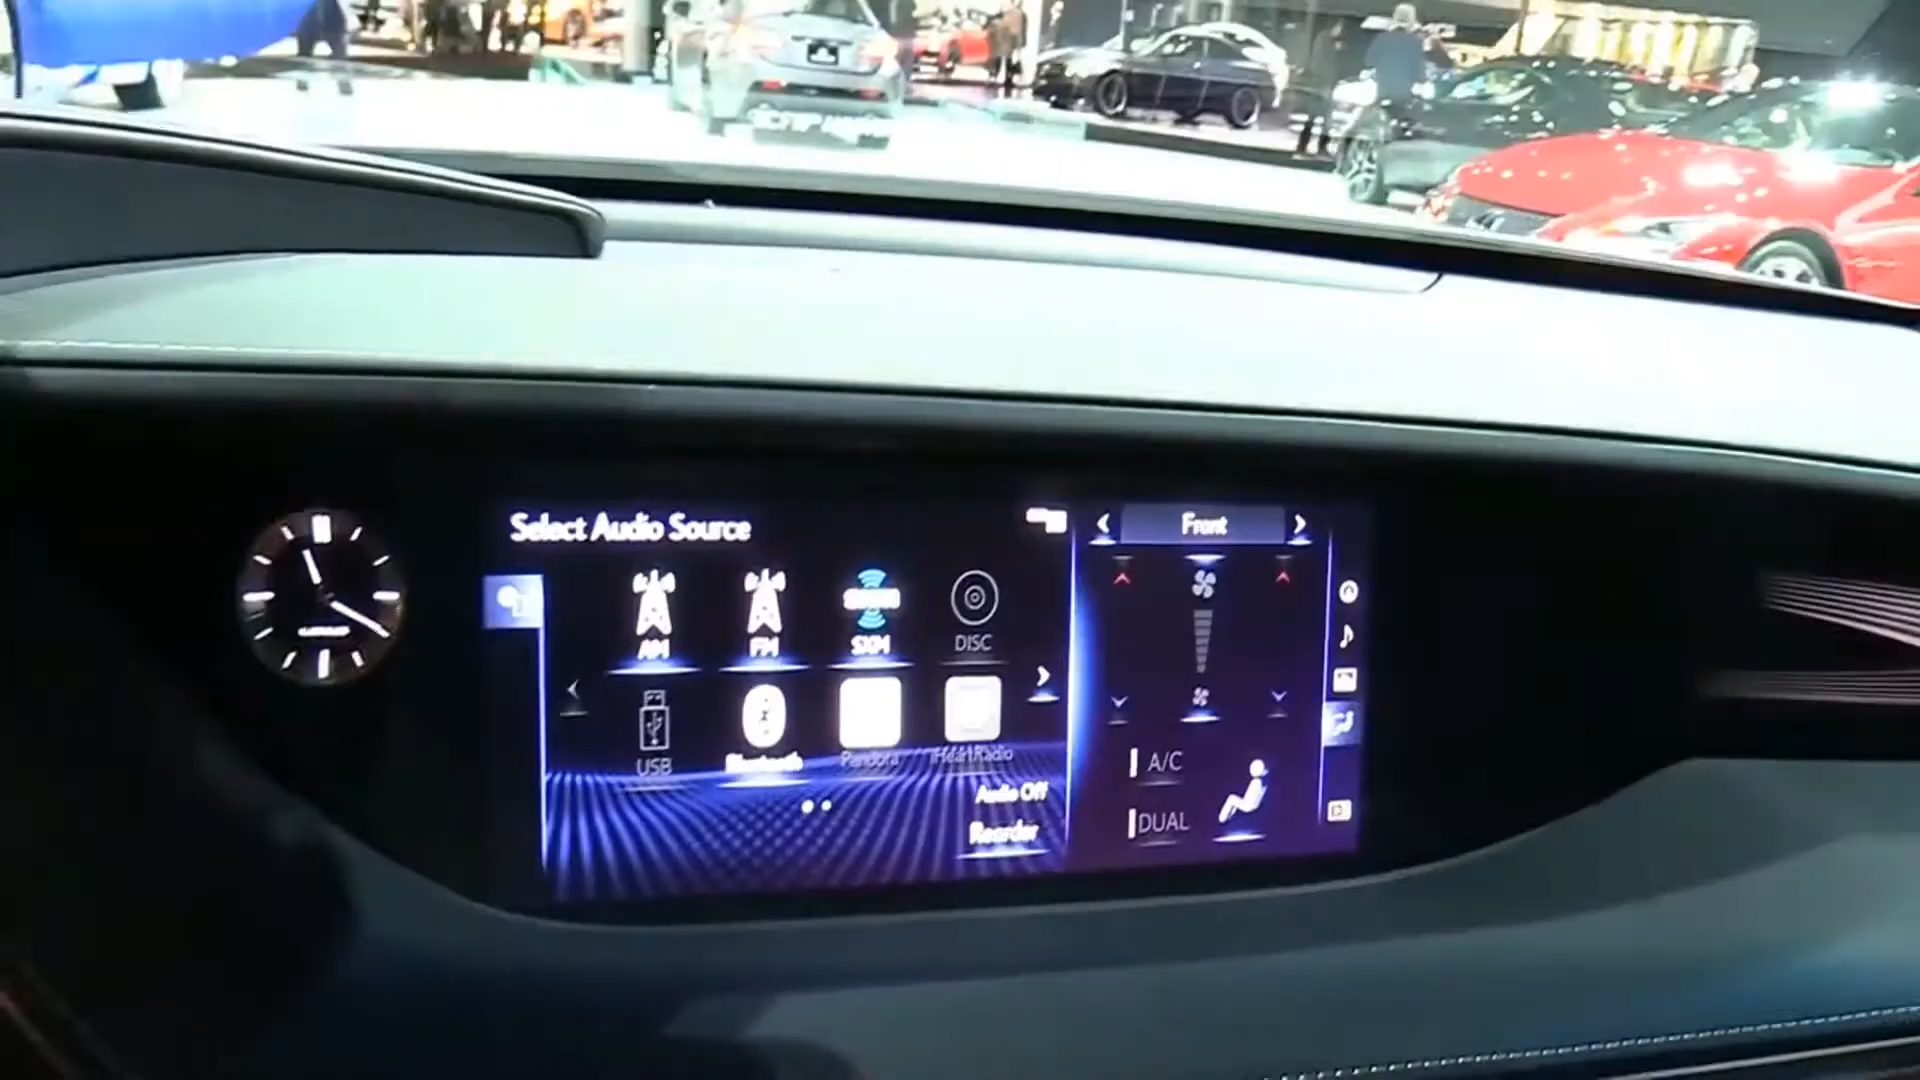 Select Audio Source
Front
AM
FM
SXM
DISC
USB
Bluetooth
Pandora
iHeartRadio
A/C
Audio Off
DUAL
Reorder